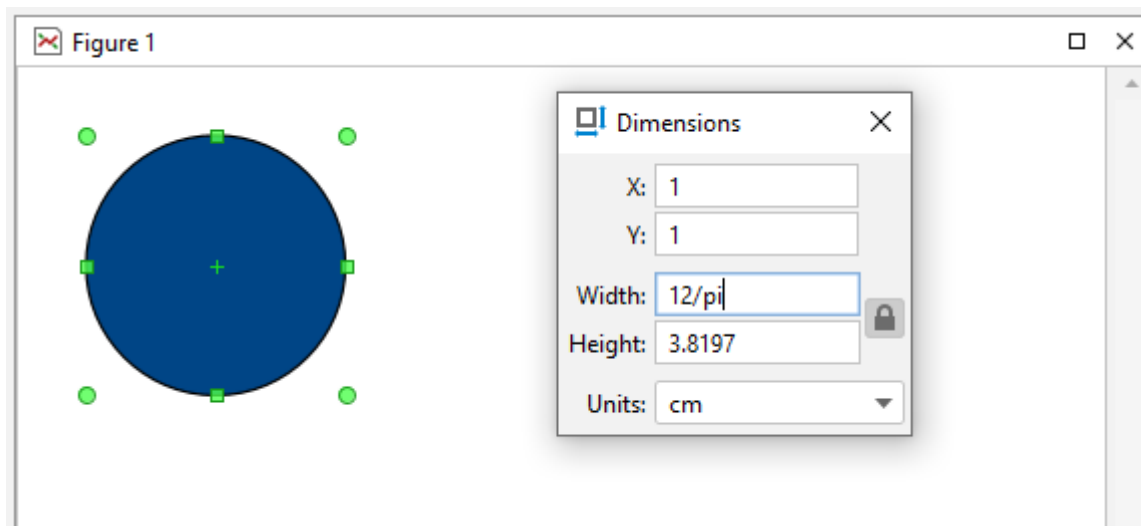 Figure 1
Dimensions
X: 1
Y: 1
Width: 12/pi
Height: 3.8197
Units: cm